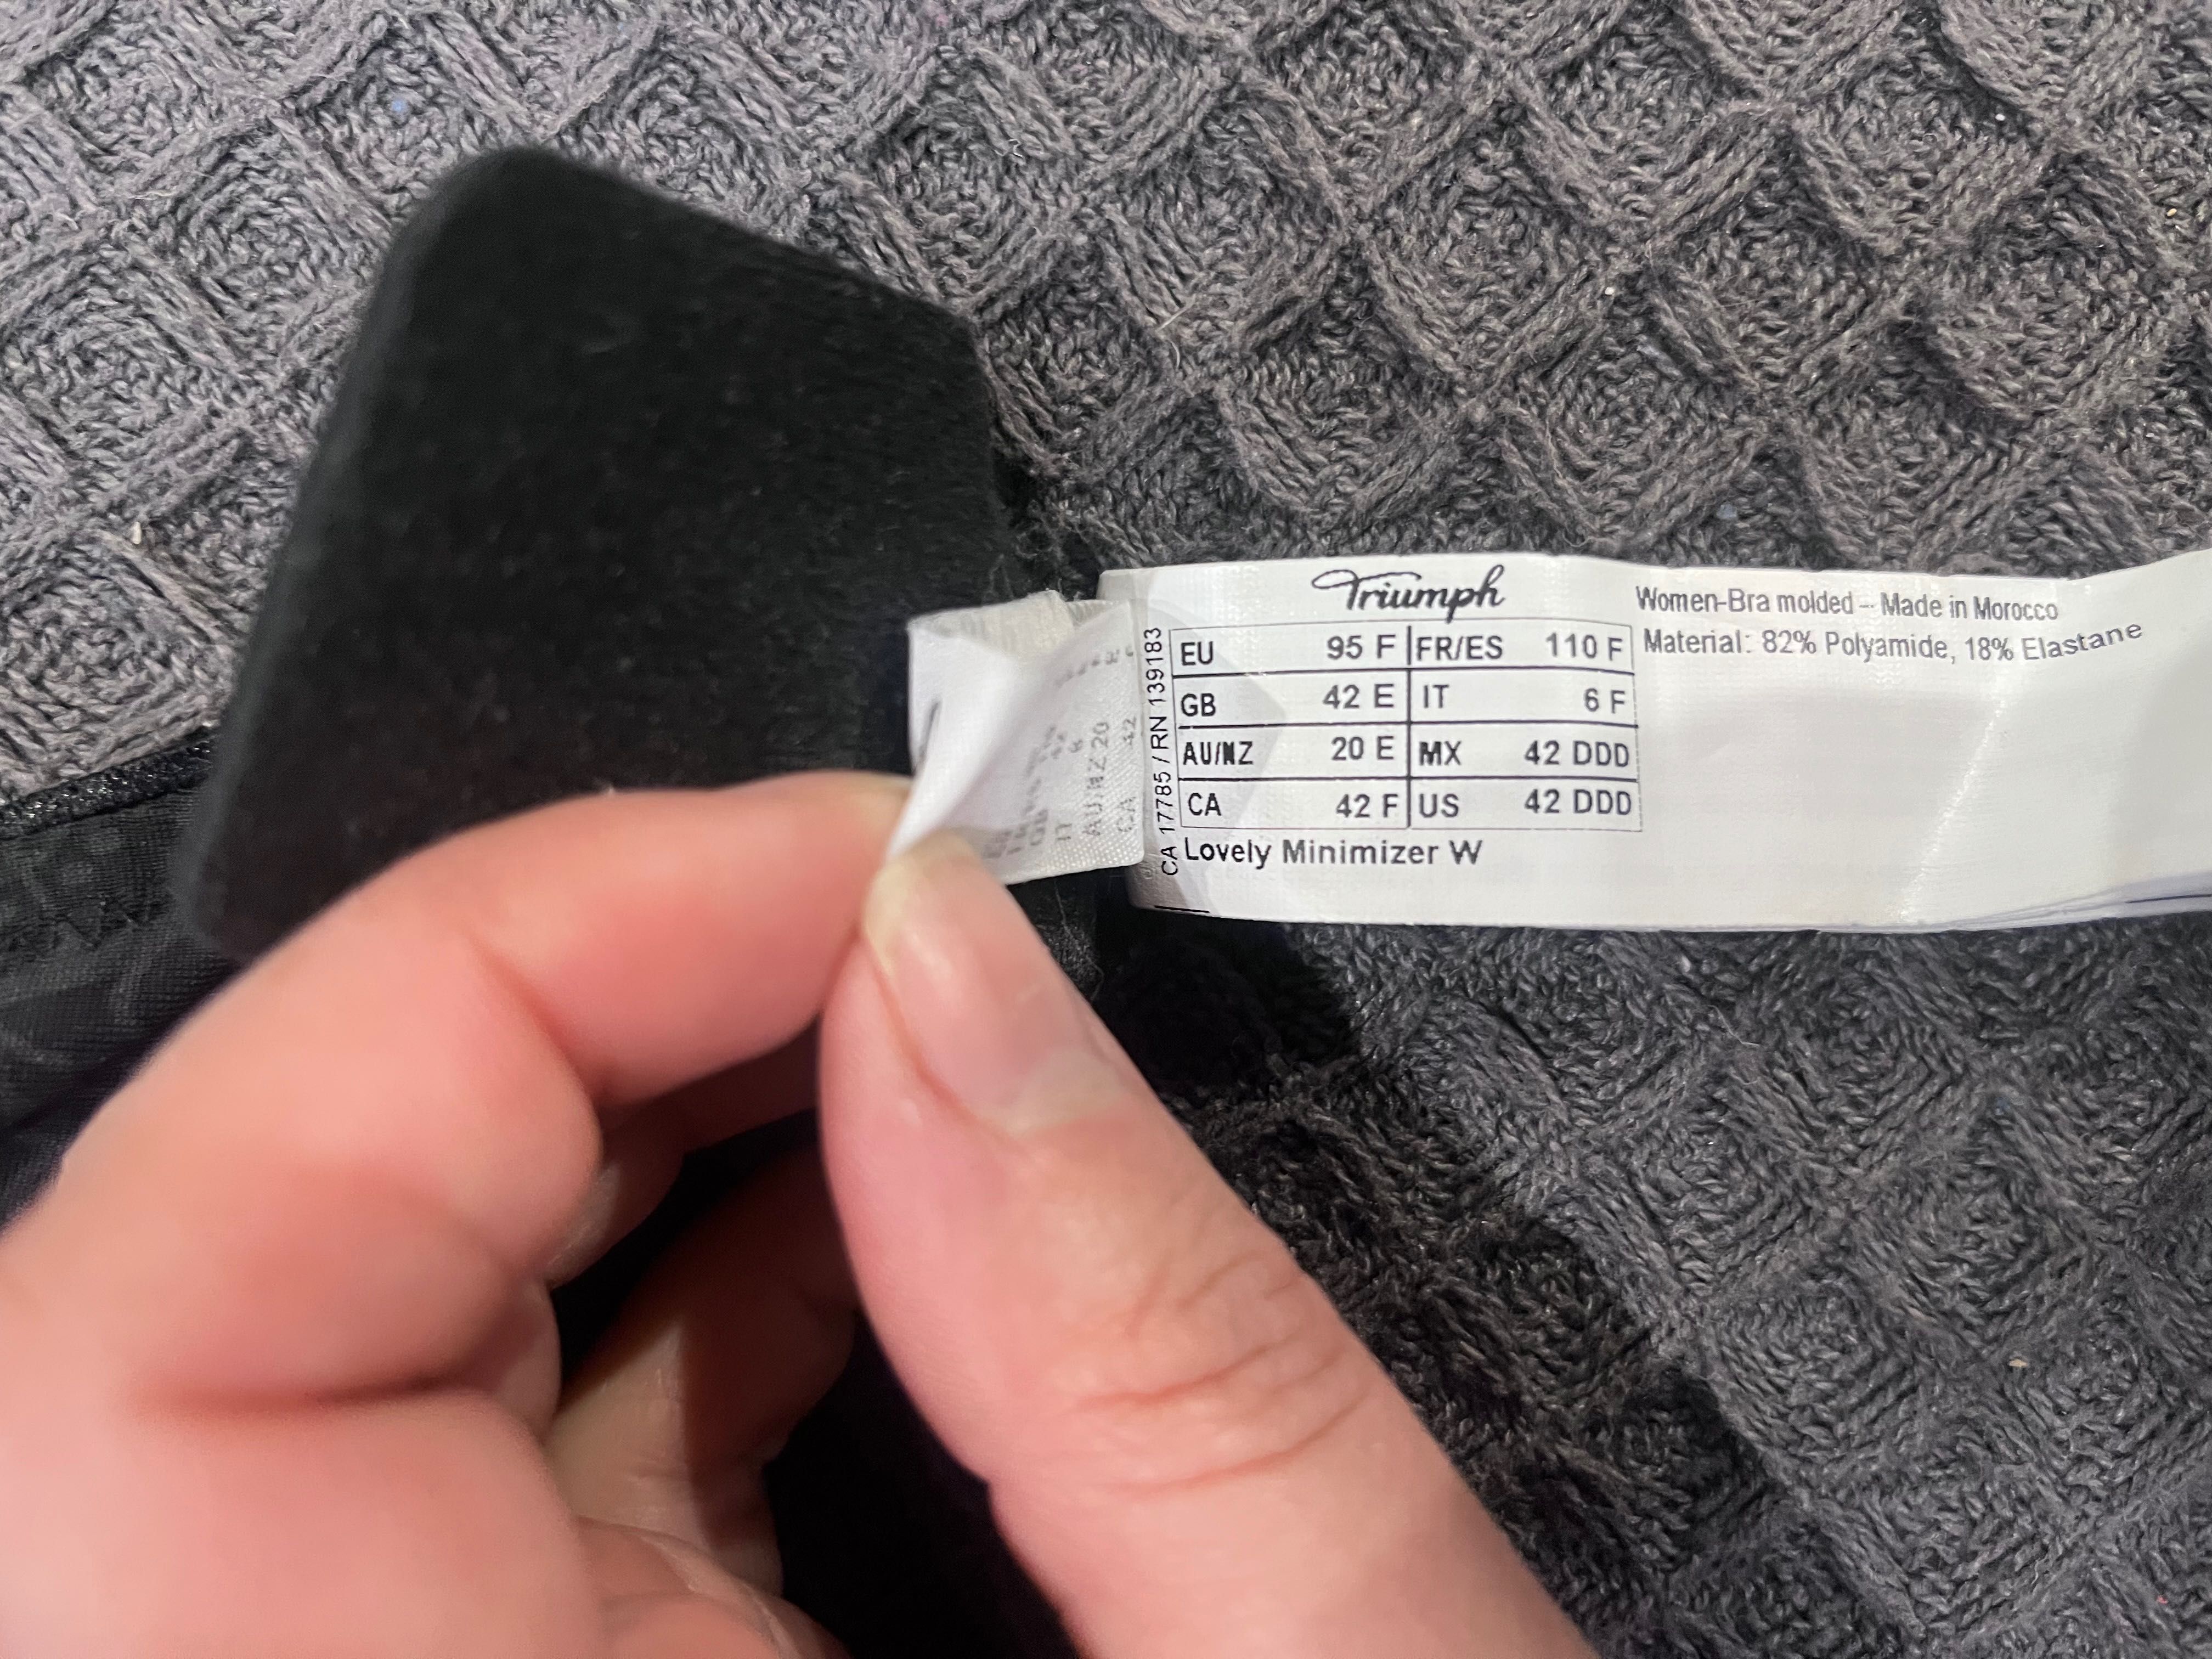 Triumph
EU 95 F FR/ES 110 F
GB 42 E IT 6 F
AU/NZ 20 E MX 42 DDD
CA 42 F US 42 DDD
Lovely Minimizer W
CA 17785 / RN 139183
Women-Bra molded -- Made in Morocco
Material: 82% Polyamide, 18% Elastane
IT
AU/NZ 20
CA 42